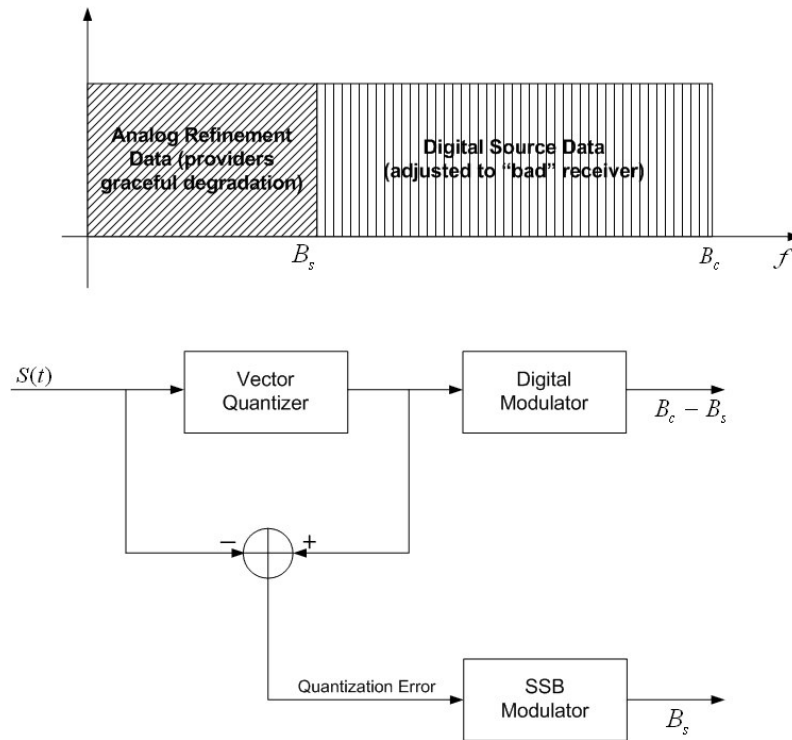 Analog Refinement
Data (providers
graceful degradation)
Digital Source Data
(adjusted to "bad" receiver)
B_s
B_c
f
S(t)
Vector
Quantizer
Digital
Modulator
B_c - B_s
− +
Quantization Error
SSB
Modulator
B_s